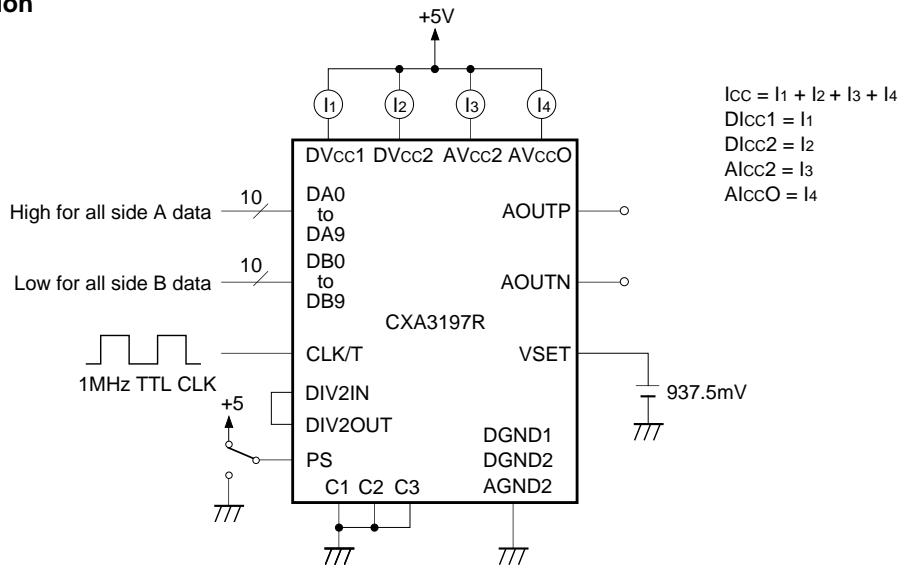 ion
+5V
I1 I2 I3 I4
ICC = I1 + I2 + I3 + I4
DICC1 = I1
DICC2 = I2
AICC2 = I3
AICCO = I4
DVCC1 DVCC2 AVCC2 AVCCO
High for all side A data
10
DA0
to
DA9
AOUTP
Low for all side B data
10
DB0
to
DB9
AOUTN
CXA3197R
1MHz TTL CLK
CLK/T
VSET
937.5mV
DIV2IN
DIV2OUT
+5
PS
DGND1
DGND2
AGND2
C1 C2 C3